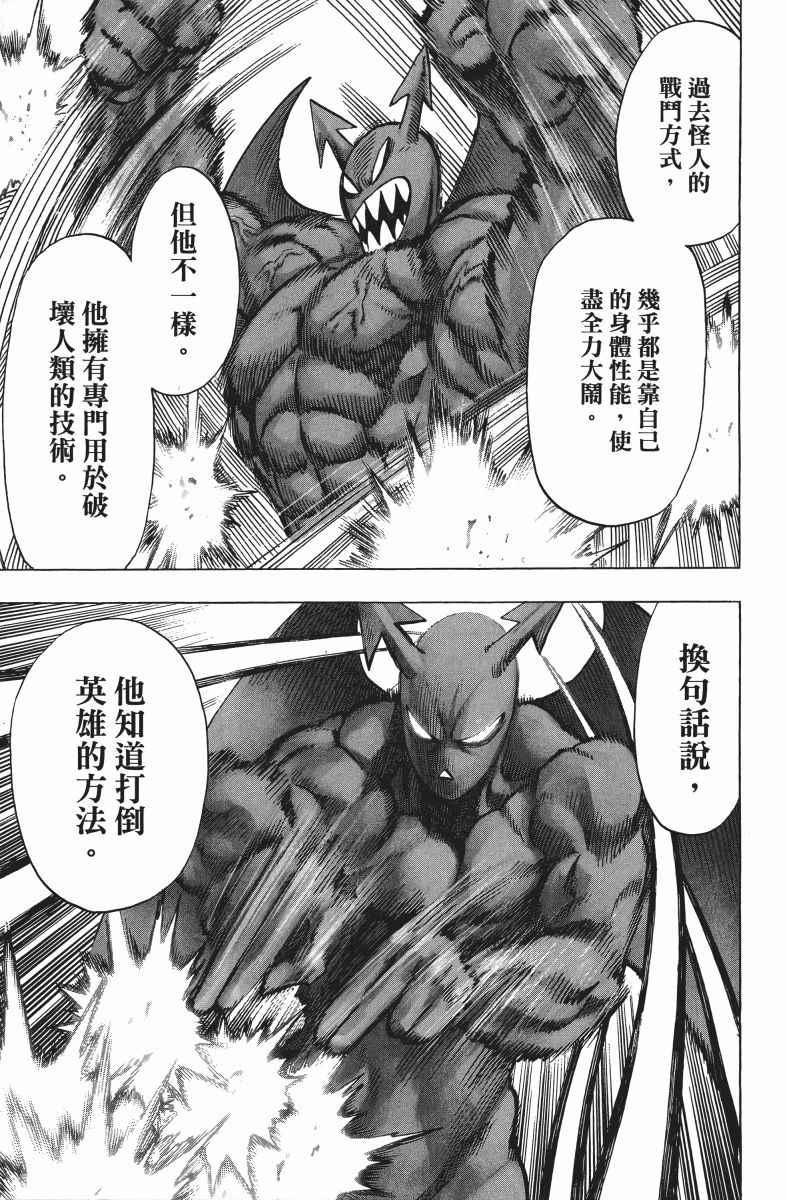 過去怪人的
戰鬥方式，
幾乎都是靠自己
的身體性能，使
盡全力大鬧。
但他不一樣。
他擁有專門用於破
壞人類的技術。
換句話說，
他知道打倒
英雄的方法。